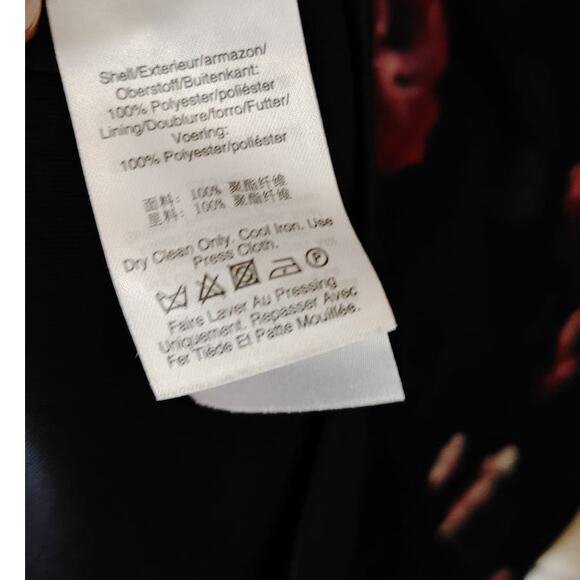 Shell/Exterieur/armazon/
Oberstoff/Buitenkant:
100% Polyester/poliéster
Lining/Doublure/forro/Futter/
Voering:
100% Polyester/poliéster
面料: 100% 聚酯纤维
里料: 100% 聚酯纤维
Dry Clean Only. Cool Iron. Use
Press Cloth.
P
Faire Laver Au Pressing
Uniquement. Repasser Avec
Fer Tiède Et Patte Mouillée.